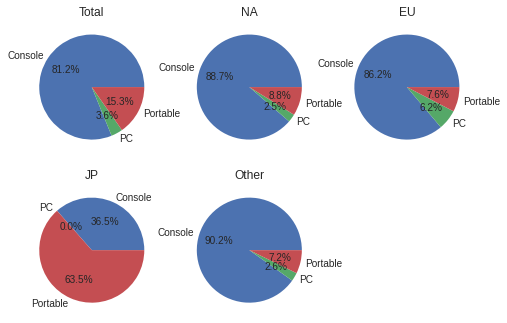 Total
Console
81.2%
15.3%
3.6%
Portable
PC
NA
Console
88.7%
8.8%
2.5%
Portable
PC
EU
Console
86.2%
7.6%
6.2%
Portable
PC
JP
PC
Console
0.0%
36.5%
63.5%
Portable
Other
Console
90.2%
7.2%
2.6%
Portable
PC